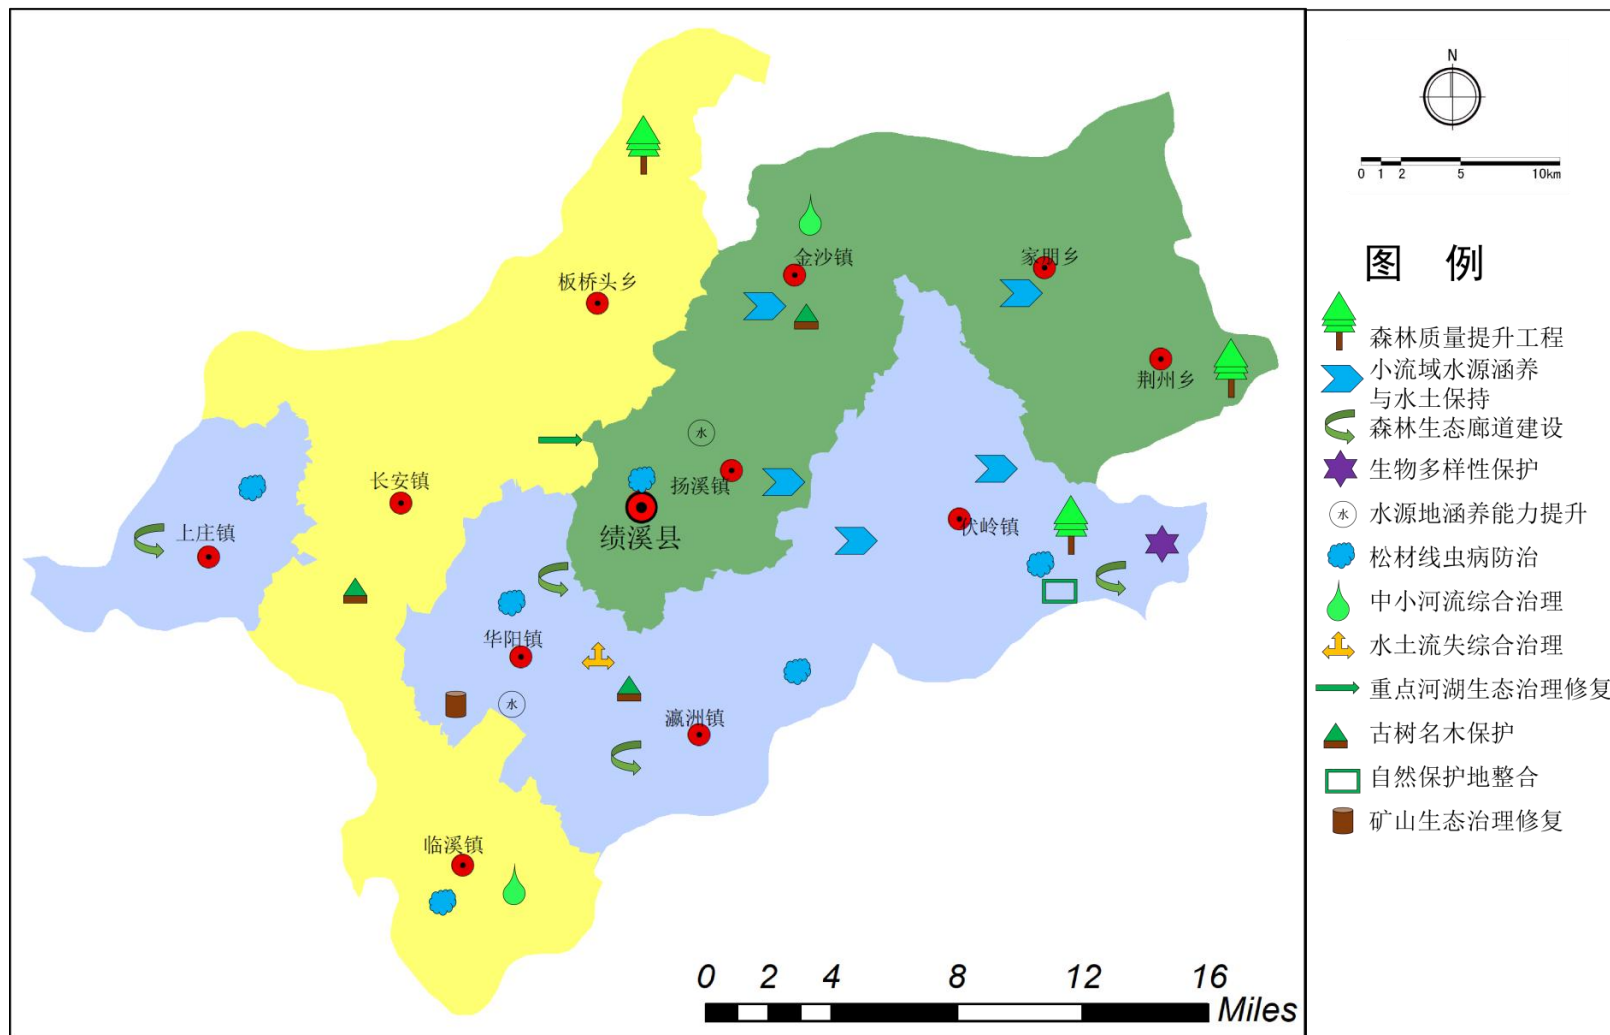 N
0 1 2 5 10km
图 例
森林质量提升工程
小流域水源涵养
与水土保持
森林生态廊道建设
生物多样性保护
水 水源地涵养能力提升
松材线虫病防治
中小河流综合治理
水土流失综合治理
重点河湖生态治理修复
古树名木保护
自然保护地整合
矿山生态治理修复
金沙镇
家朋乡
板桥头乡
荆州乡
水
长安镇
扬溪镇
上庄镇
绩溪县
伏岭镇
华阳镇
水
瀛洲镇
临溪镇
0 2 4 8 12 16
Miles